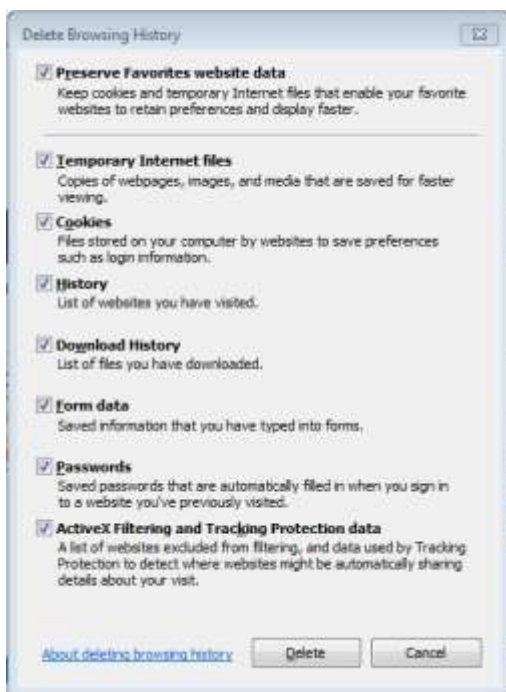 Delete Browsing History
Preserve Favorites website data
Keep cookies and temporary Internet files that enable your favorite
websites to retain preferences and display faster.
Temporary Internet files
Copies of webpages, images, and media that are saved for faster
viewing.
Cookies
Files stored on your computer by websites to save preferences
such as login information.
History
List of websites you have visited.
Download History
List of files you have downloaded.
Form data
Saved information that you have typed into forms.
Passwords
Saved passwords that are automatically filled in when you sign in
to a website you've previously visited.
ActiveX Filtering and Tracking Protection data
A list of websites excluded from filtering, and data used by Tracking
Protection to detect where websites might be automatically sharing
details about your visit.
About deleting browsing history
Delete
Cancel